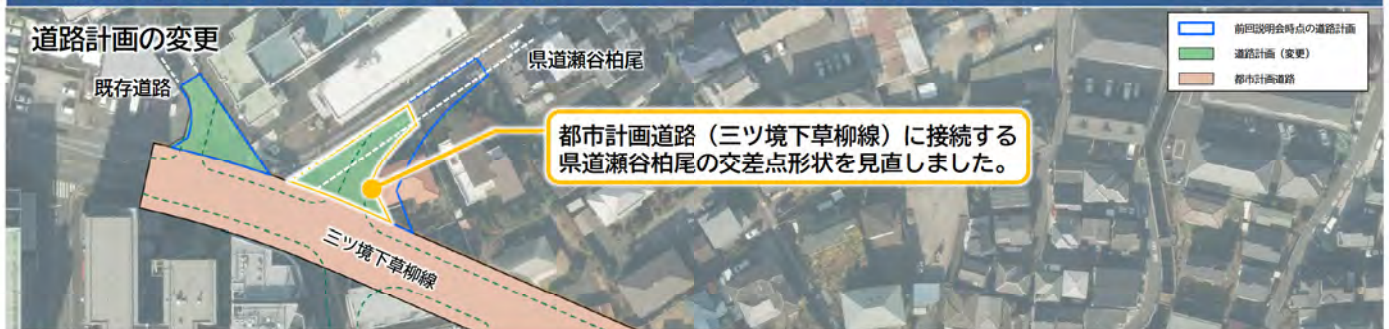 道路計画の変更
既存道路
県道瀬谷柏尾
前回説明会時点の道路計画
道路計画（変更）
都市計画道路
都市計画道路（三ツ境下草柳線）に接続する
県道瀬谷柏尾の交差点形状を見直しました。
三ツ境下草柳線